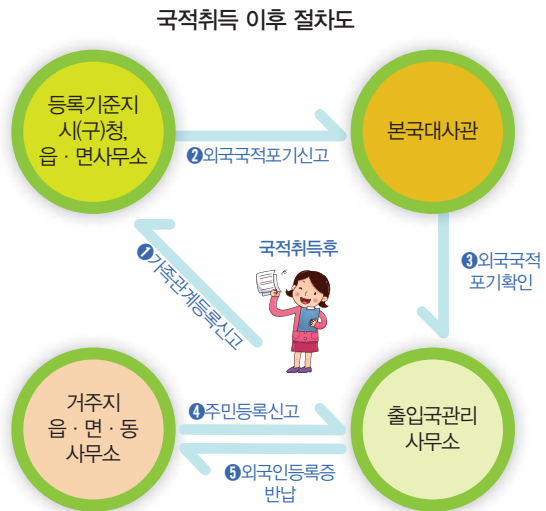 국적취득 이후 절차도
등록기준지
시(구)청,
읍 · 면사무소
❷외국국적포기신고
본국대사관
❶가족관계등록신고
국적취득후
❸외국국적
포기확인
거주지
읍 · 면 · 동
사무소
❹주민등록신고
❺외국인등록증
반납
출입국관리
사무소